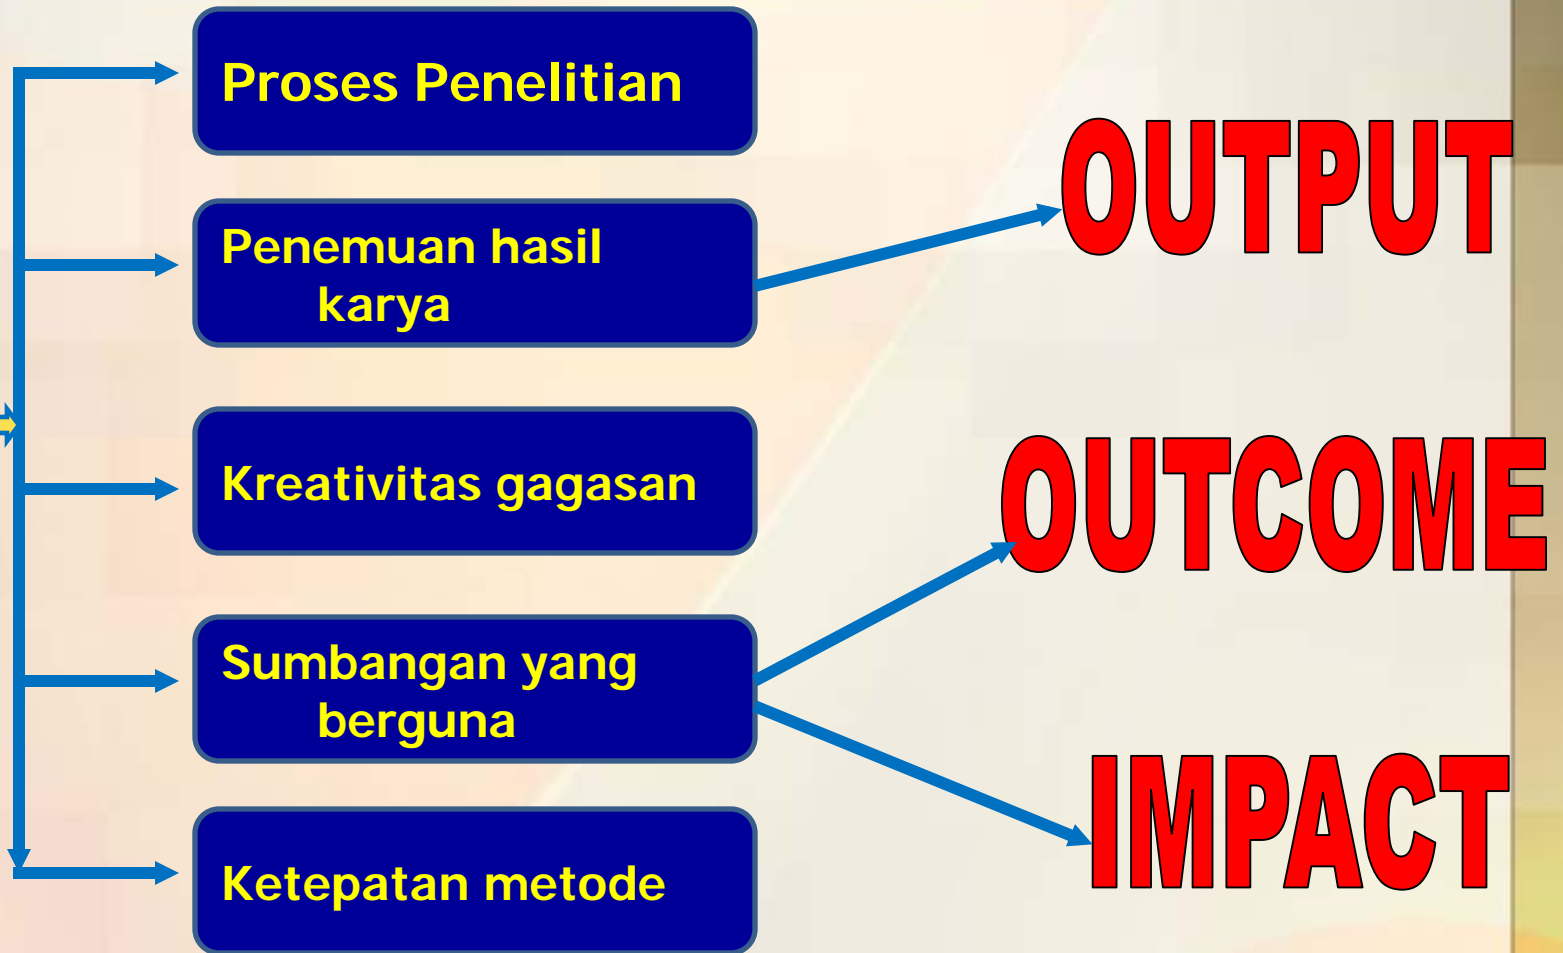 Proses Penelitian
OUTPUT
Penemuan hasil
karya
Kreativitas gagasan
OUTCOME
Sumbangan yang
berguna
IMPACT
Ketepatan metode